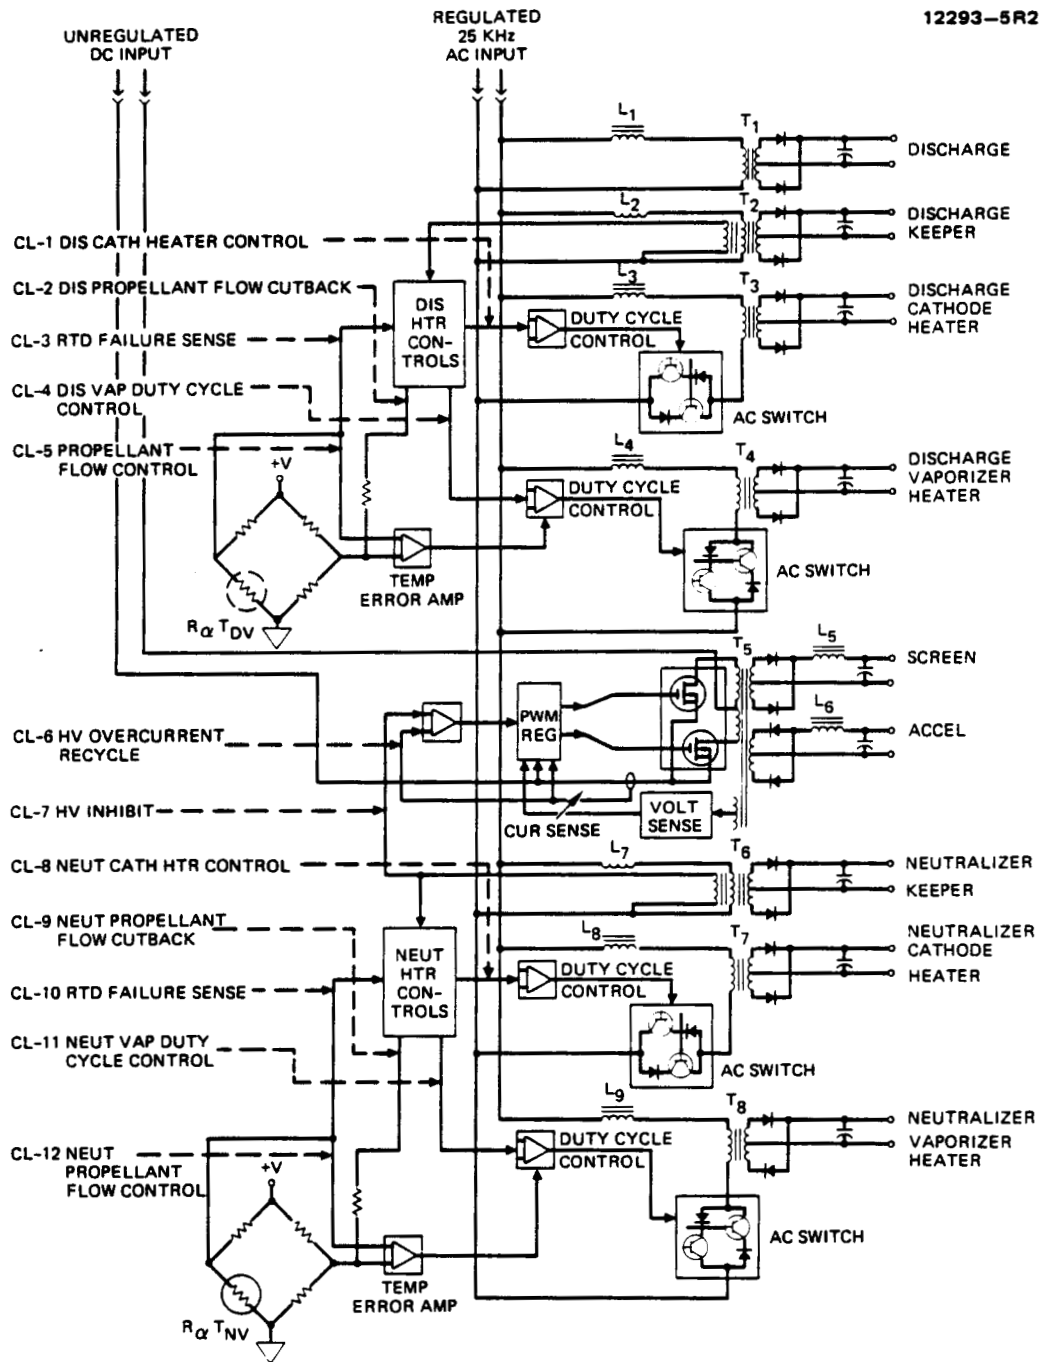 12293-5R2
UNREGULATED
DC INPUT
REGULATED
25 KHz
AC INPUT
L1
T1
DISCHARGE
L2
T2
DISCHARGE
KEEPER
CL-1 DIS CATH HEATER CONTROL
CL-2 DIS PROPELLANT FLOW CUTBACK
CL-3 RTD FAILURE SENSE
CL-4 DIS VAP DUTY CYCLE
CONTROL
CL-5 PROPELLANT
FLOW CONTROL
DIS
HTR
CON-
TROLS
L3
T3
DISCHARGE
CATHODE
HEATER
DUTY CYCLE
CONTROL
AC SWITCH
+V
L4
T4
DISCHARGE
VAPORIZER
HEATER
DUTY CYCLE
CONTROL
AC SWITCH
TEMP
ERROR AMP
R α TDV
T5
L5
SCREEN
L6
ACCEL
PWM
REG
CL-6 HV OVERCURRENT
RECYCLE
CL-7 HV INHIBIT
CUR SENSE
VOLT
SENSE
CL-8 NEUT CATH HTR CONTROL
CL-9 NEUT PROPELLANT
FLOW CUTBACK
CL-10 RTD FAILURE SENSE
CL-11 NEUT VAP DUTY
CYCLE CONTROL
CL-12 NEUT
PROPELLANT
FLOW CONTROL
L7
T6
NEUTRALIZER
KEEPER
NEUT
HTR
CON-
TROLS
L8
T7
NEUTRALIZER
CATHODE
HEATER
DUTY CYCLE
CONTROL
AC SWITCH
L9
T8
NEUTRALIZER
VAPORIZER
HEATER
DUTY CYCLE
CONTROL
AC SWITCH
+V
TEMP
ERROR AMP
R α TNV